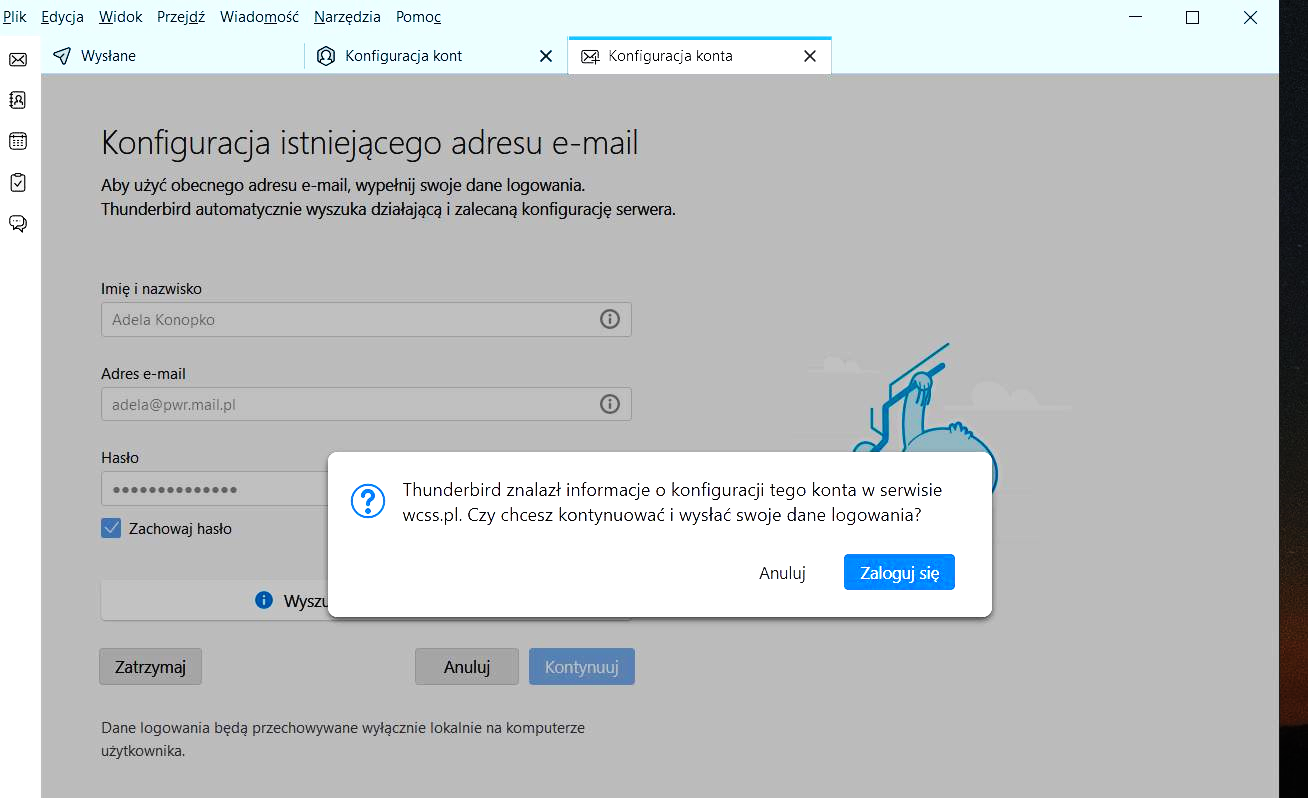 Plik Edycja Widok Przejdź Wiadomość Narzędzia Pomoc
Wysłane Konfiguracja kont Konfiguracja konta
Konfiguracja istniejącego adresu e-mail
Aby użyć obecnego adresu e-mail, wypełnij swoje dane logowania.
Thunderbird automatycznie wyszuka działającą i zalecaną konfigurację serwera.
Imię i nazwisko
Adela Konopko
Adres e-mail
adela@pwr.mail.pl
Hasło
Zachowaj hasło
Thunderbird znalazł informacje o konfiguracji tego konta w serwisie
wcss.pl. Czy chcesz kontynuować i wysłać swoje dane logowania?
Anuluj Zaloguj się
Wyszu
Zatrzymaj Anuluj Kontynuuj
Dane logowania będą przechowywane wyłącznie lokalnie na komputerze
użytkownika.